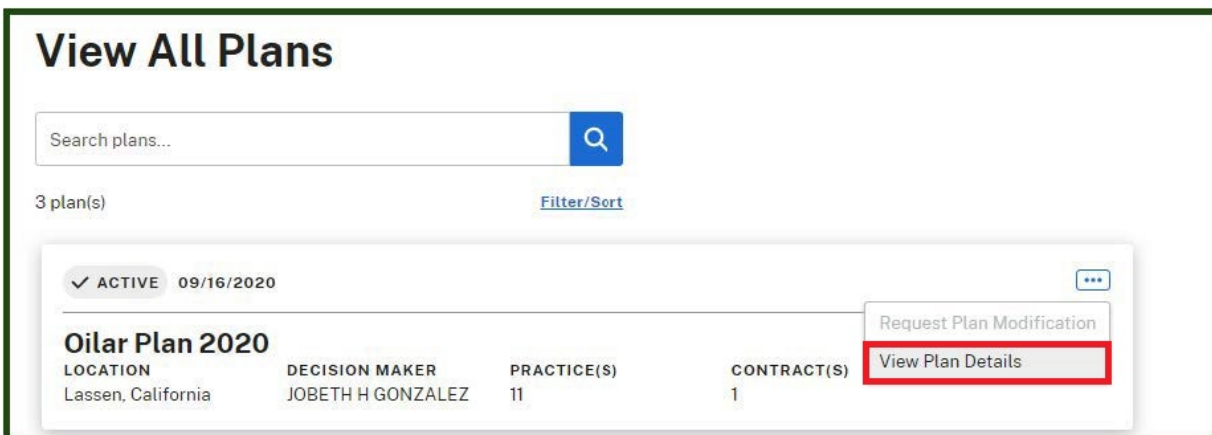 View All Plans
Search plans...
3 plan(s)
Filter/Sort
ACTIVE 09/16/2020
Request Plan Modification
View Plan Details
Oilar Plan 2020
LOCATION DECISION MAKER PRACTICE(S) CONTRACT(S)
Lassen, California JOBETH H GONZALEZ 11 1